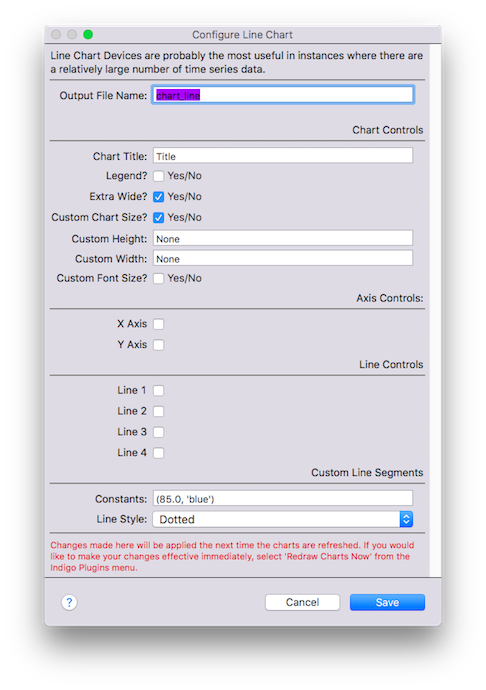 Configure Line Chart
Line Chart Devices are probably the most useful in instances where there are
a relatively large number of time series data.
Output File Name: chart_line
Chart Controls
Chart Title: Title
Legend? Yes/No
Extra Wide? Yes/No
Custom Chart Size? Yes/No
Custom Height: None
Custom Width: None
Custom Font Size? Yes/No
Axis Controls:
X Axis
Y Axis
Line Controls
Line 1
Line 2
Line 3
Line 4
Custom Line Segments
Constants: (85.0, 'blue')
Line Style: Dotted
Changes made here will be applied the next time the charts are refreshed. If you would
like to make your changes effective immediately, select 'Redraw Charts Now' from the
Indigo Plugins menu.
? Cancel Save